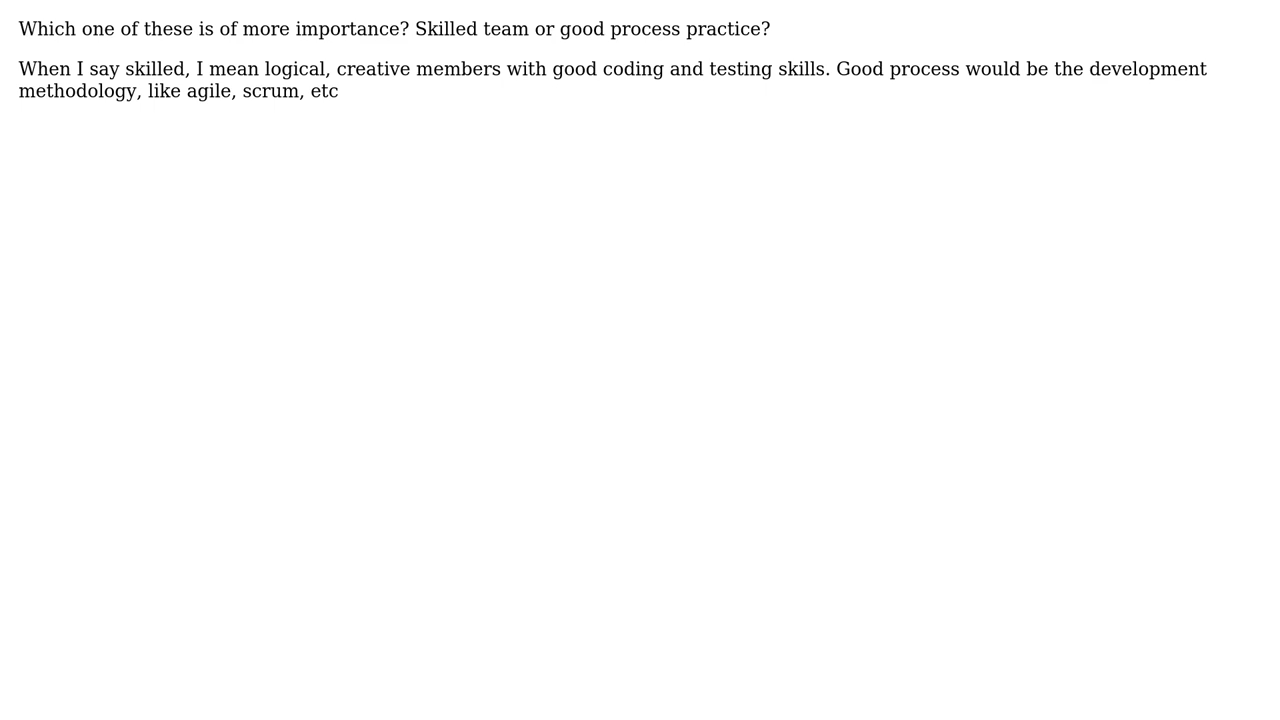 Which one of these is of more importance? Skilled team or good process practice?
When I say skilled, I mean logical, creative members with good coding and testing skills. Good process would be the development
methodology, like agile, scrum, etc